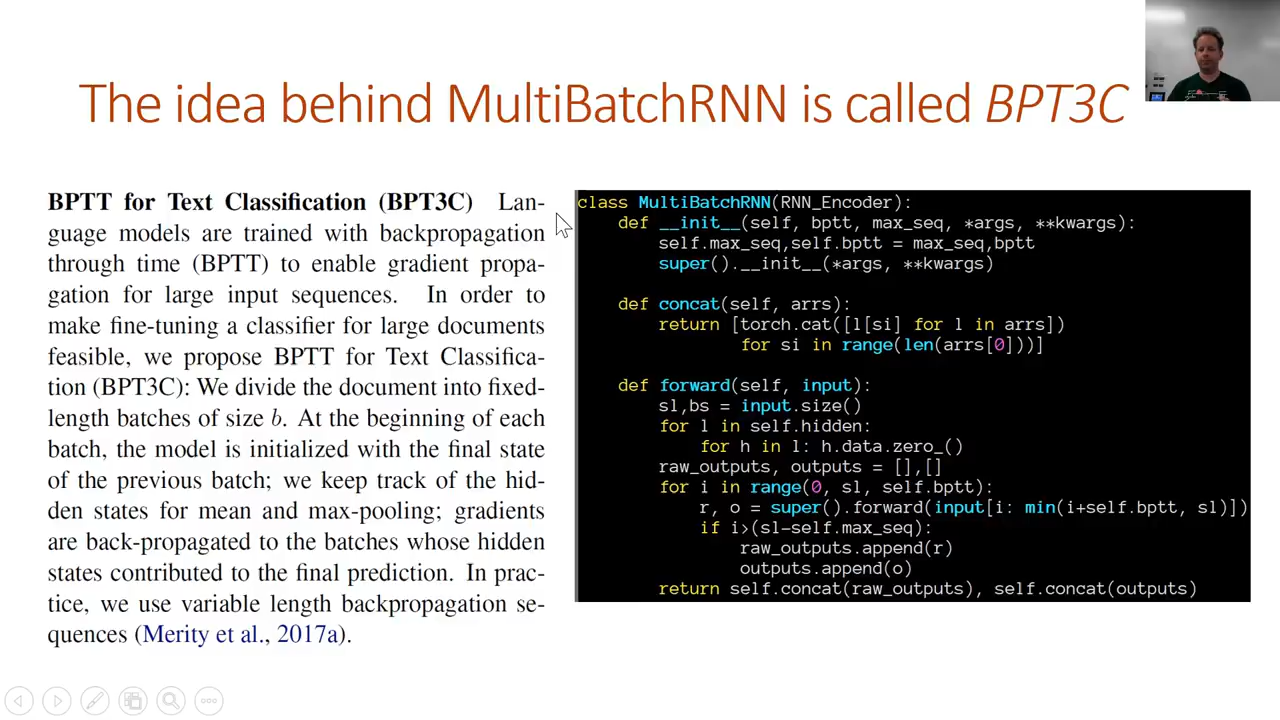 The idea behind MultiBatchRNN is called BPT3C
BPTT for Text Classification (BPT3C) Lan-
guage models are trained with backpropagation
through time (BPTT) to enable gradient propa-
gation for large input sequences. In order to
make fine-tuning a classifier for large documents
feasible, we propose BPTT for Text Classifica-
tion (BPT3C): We divide the document into fixed-
length batches of size b. At the beginning of each
batch, the model is initialized with the final state
of the previous batch; we keep track of the hid-
den states for mean and max-pooling; gradients
are back-propagated to the batches whose hidden
states contributed to the final prediction. In prac-
tice, we use variable length backpropagation se-
quences (Merity et al., 2017a).
class MultiBatchRNN(RNN_Encoder):
    def __init__(self, bptt, max_seq, *args, **kwargs):
        self.max_seq,self.bptt = max_seq,bptt
        super().__init__(*args, **kwargs)
    def concat(self, arrs):
        return [torch.cat([l[si] for l in arrs])
                for si in range(len(arrs[0]))]
    def forward(self, input):
        sl,bs = input.size()
        for l in self.hidden:
            for h in l: h.data.zero_()
        raw_outputs, outputs = [],[]
        for i in range(0, sl, self.bptt):
            r, o = super().forward(input[i: min(i+self.bptt, sl)])
            if i>(sl-self.max_seq):
                raw_outputs.append(r)
                outputs.append(o)
        return self.concat(raw_outputs), self.concat(outputs)